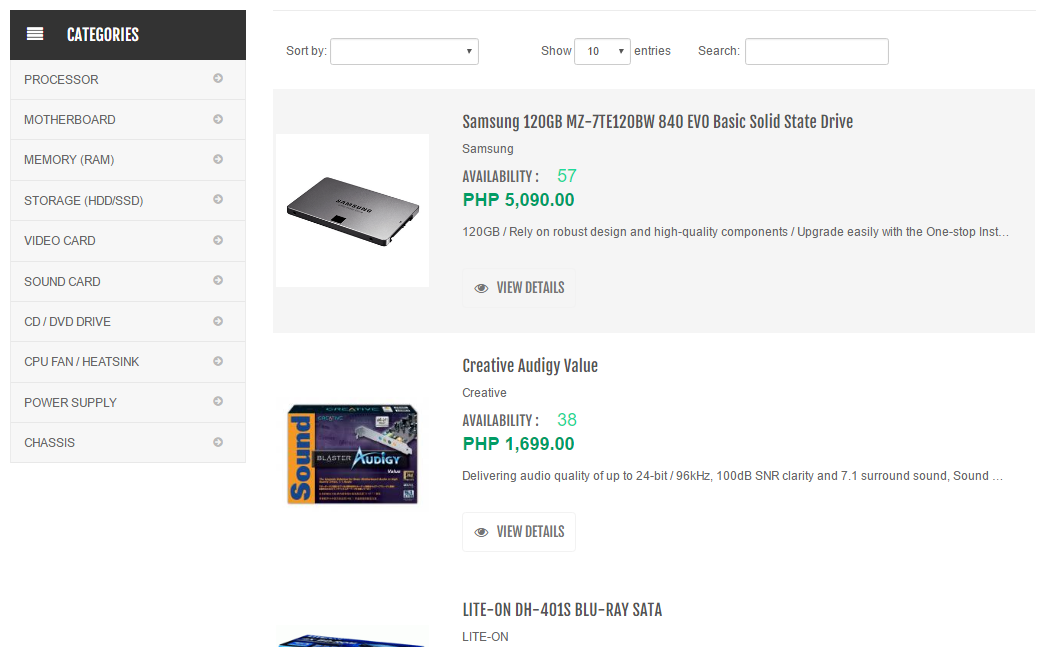 CATEGORIES
PROCESSOR
MOTHERBOARD
MEMORY (RAM)
STORAGE (HDD/SSD)
VIDEO CARD
SOUND CARD
CD / DVD DRIVE
CPU FAN / HEATSINK
POWER SUPPLY
CHASSIS
Sort by:
Show 10 entries
Search:
Samsung 120GB MZ-7TE120BW 840 EVO Basic Solid State Drive
Samsung
AVAILABILITY : 57
PHP 5,090.00
120GB / Rely on robust design and high-quality components / Upgrade easily with the One-stop Inst...
VIEW DETAILS
SAMSUNG
Creative Audigy Value
Creative
AVAILABILITY : 38
PHP 1,699.00
Delivering audio quality of up to 24-bit / 96kHz, 100dB SNR clarity and 7.1 surround sound, Sound ...
VIEW DETAILS
CREATIVE
Sound
BLASTER AUDIGY
Value
LITE-ON DH-401S BLU-RAY SATA
LITE-ON